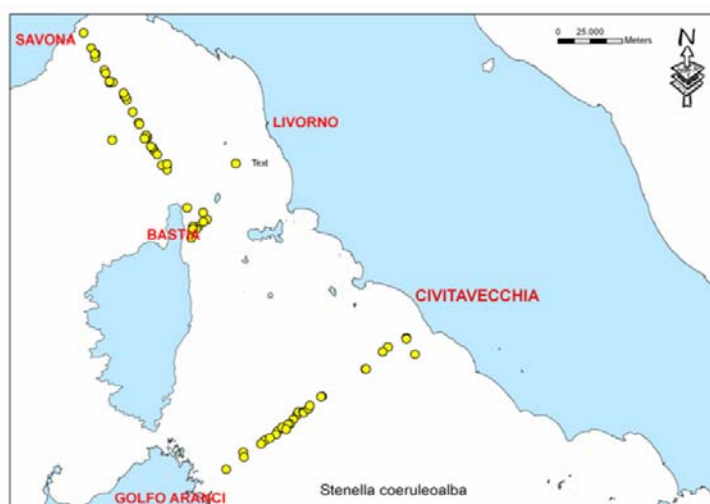 SAVONA
0 25.000
Meters
N
LIVORNO
Text
BASTIA
CIVITAVECCHIA
GOLFO ARANCI
Stenella coeruleoalba